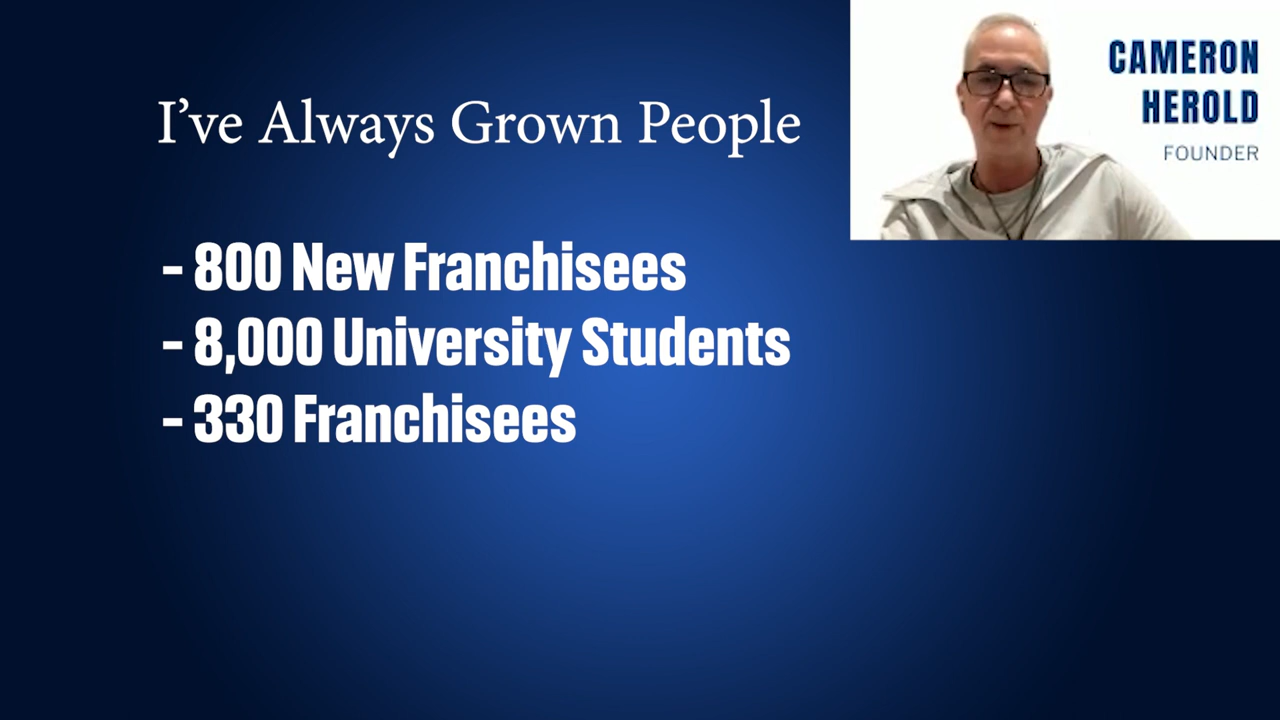 I’ve Always Grown People
- 800 New Franchisees
- 8,000 University Students
- 330 Franchisees
CAMERON
HEROLD
FOUNDER